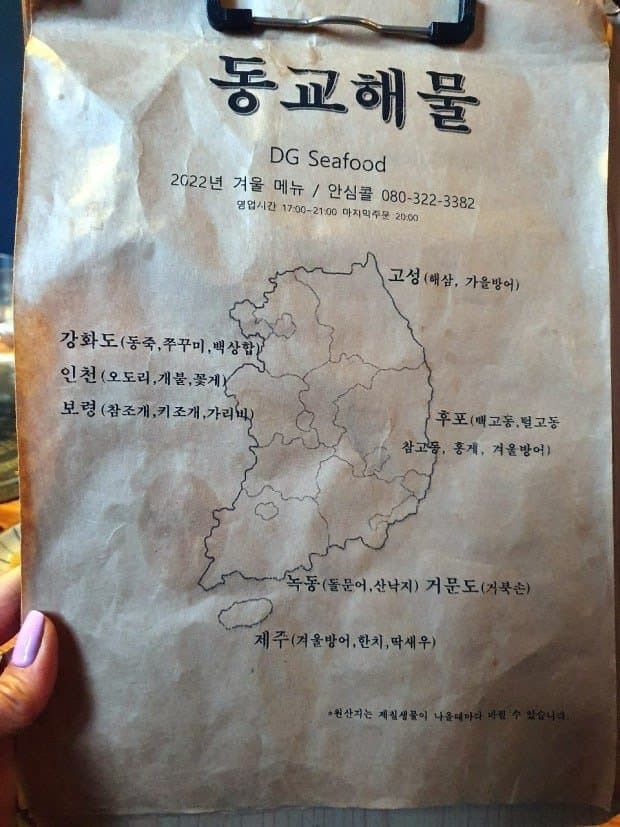 동교해물
DG Seafood
2022년 겨울 메뉴 / 안심콜 080-322-3382
영업시간 17:00~21:00 마지막주문 20:00
고성(해삼, 가을방어)
강화도(동죽,쭈꾸미,백상합)
인천(오도리,개불,꽃게)
보령(참조개,키조개,가리비)
후포(백고동,털고동
참고동, 홍게, 겨울방어)
녹동(돌문어,산낙지) 거문도(거북손)
제주(겨울방어,한치,딱새우)
*원산지는 제철생물이 나올때마다 바뀔 수 있습니다.